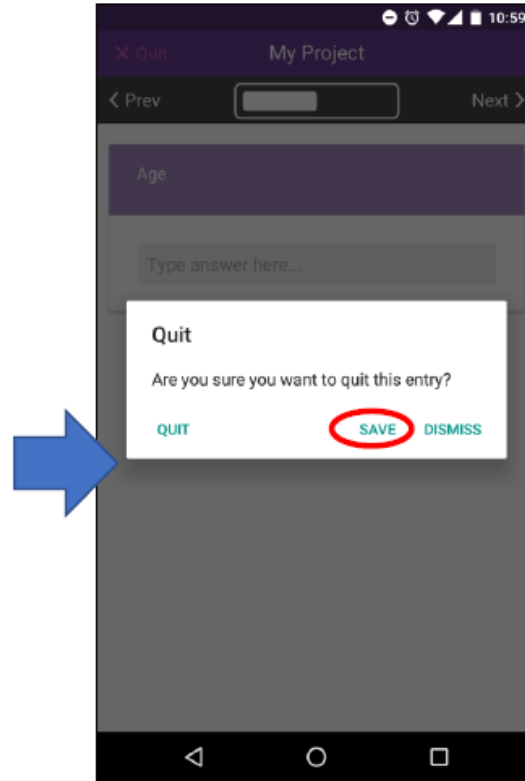 10:59
X Quit My Project
Prev Next
Age
Type answer here...
Quit
Are you sure you want to quit this entry?
QUIT SAVE DISMISS